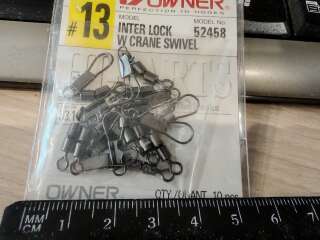 OWNER
PERFECTION IN HOOKS
#13
MODEL
MODEL No.
INTER LOCK
W CRANE SWIVEL
52458
OWNER
QTY./QUANT. 10 pcs
MM
CM
1 2 3 4 5 6 7